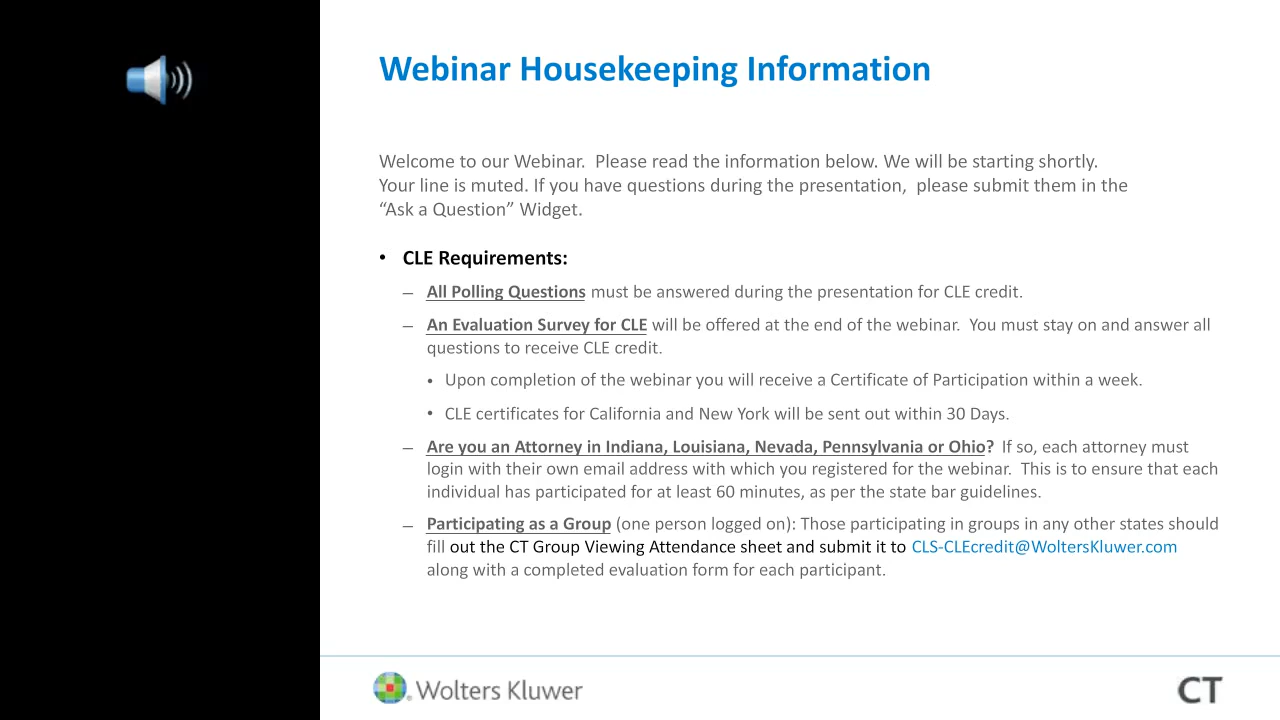 Webinar Housekeeping Information
Welcome to our Webinar.  Please read the information below. We will be starting shortly.
Your line is muted. If you have questions during the presentation,  please submit them in the
“Ask a Question” Widget.
• CLE Requirements:
– All Polling Questions must be answered during the presentation for CLE credit.
– An Evaluation Survey for CLE will be offered at the end of the webinar.  You must stay on and answer all
questions to receive CLE credit.
• Upon completion of the webinar you will receive a Certificate of Participation within a week.
• CLE certificates for California and New York will be sent out within 30 Days.
– Are you an Attorney in Indiana, Louisiana, Nevada, Pennsylvania or Ohio? If so, each attorney must
login with their own email address with which you registered for the webinar.  This is to ensure that each
individual has participated for at least 60 minutes, as per the state bar guidelines.
– Participating as a Group (one person logged on): Those participating in groups in any other states should
fill out the CT Group Viewing Attendance sheet and submit it to CLS-CLEcredit@WoltersKluwer.com
along with a completed evaluation form for each participant.
Wolters Kluwer
CT